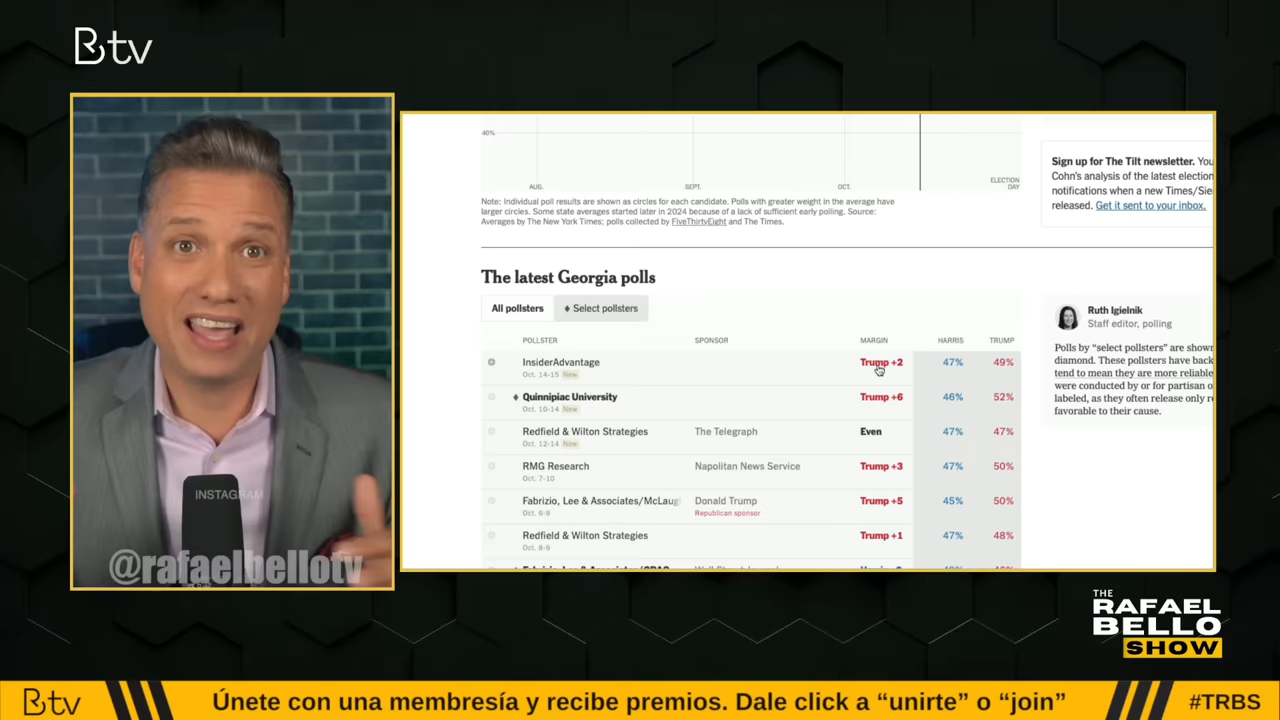 Btv
INSTAGRAM
@rafaelbellotv
40%
AUG.
SEPT.
OCT.
ELECTION
DAY
Note: Individual poll results are shown as circles for each candidate. Polls with greater weight in the average have
larger circles. Some state averages started later in 2024 because of a lack of sufficient early polling. Source:
Averages by The New York Times; polls collected by FiveThirtyEight and The Times.
Sign up for The Tilt newsletter. You
Cohn's analysis of the latest election
notifications when a new Times/Sie
released. Get it sent to your inbox.
The latest Georgia polls
All pollsters
♦ Select pollsters
POLLSTER SPONSOR MARGIN HARRIS TRUMP
InsiderAdvantage Trump +2 47% 49%
Oct. 14-15 New
♦ Quinnipiac University Trump +6 46% 52%
Oct. 10-14 New
Redfield & Wilton Strategies The Telegraph Even 47% 47%
Oct. 12-14 New
RMG Research Napolitan News Service Trump +3 47% 50%
Oct. 7-10
Fabrizio, Lee & Associates/McLaug Donald Trump Trump +5 45% 50%
Oct. 6-9 Republican sponsor
Redfield & Wilton Strategies Trump +1 47% 48%
Oct. 8-9
Ruth Igielnik
Staff editor, polling
Polls by “select pollsters” are shown
diamond. These pollsters have back
tend to mean they are more reliable
were conducted by or for partisan o
labeled, as they often release only re
favorable to their cause.
THE
RAFAEL
BELLO
SHOW
Btv
Únete con una membresía y recibe premios. Dale click a “unirte” o “join”
#TRBS